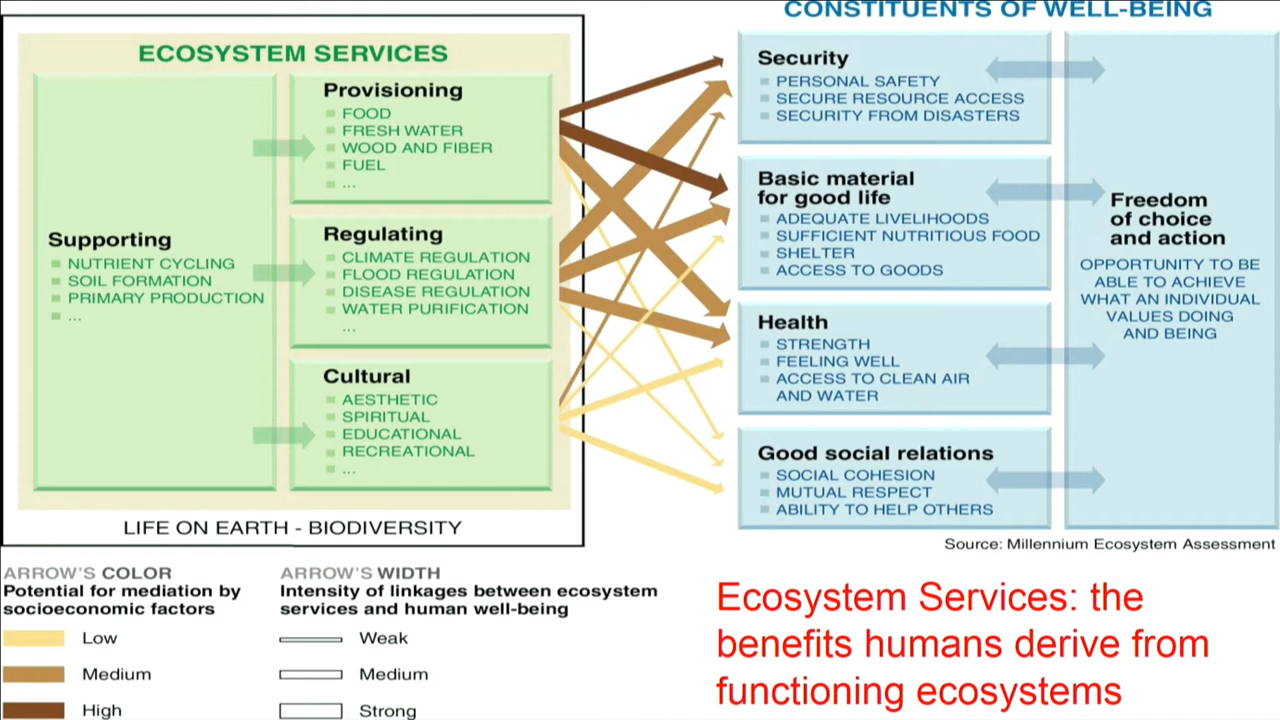 CONSTITUENTS OF WELL-BEING
ECOSYSTEM SERVICES
Supporting
NUTRIENT CYCLING
SOIL FORMATION
PRIMARY PRODUCTION
...
Provisioning
FOOD
FRESH WATER
WOOD AND FIBER
FUEL
...
Regulating
CLIMATE REGULATION
FLOOD REGULATION
DISEASE REGULATION
WATER PURIFICATION
...
Cultural
AESTHETIC
SPIRITUAL
EDUCATIONAL
RECREATIONAL
...
LIFE ON EARTH - BIODIVERSITY
Security
PERSONAL SAFETY
SECURE RESOURCE ACCESS
SECURITY FROM DISASTERS
Basic material
for good life
ADEQUATE LIVELIHOODS
SUFFICIENT NUTRITIOUS FOOD
SHELTER
ACCESS TO GOODS
Health
STRENGTH
FEELING WELL
ACCESS TO CLEAN AIR
AND WATER
Good social relations
SOCIAL COHESION
MUTUAL RESPECT
ABILITY TO HELP OTHERS
Freedom
of choice
and action
OPPORTUNITY TO BE
ABLE TO ACHIEVE
WHAT AN INDIVIDUAL
VALUES DOING
AND BEING
Source: Millennium Ecosystem Assessment
ARROW'S COLOR
Potential for mediation by
socioeconomic factors
Low
Medium
High
ARROW'S WIDTH
Intensity of linkages between ecosystem
services and human well-being
Weak
Medium
Strong
Ecosystem Services: the
benefits humans derive from
functioning ecosystems